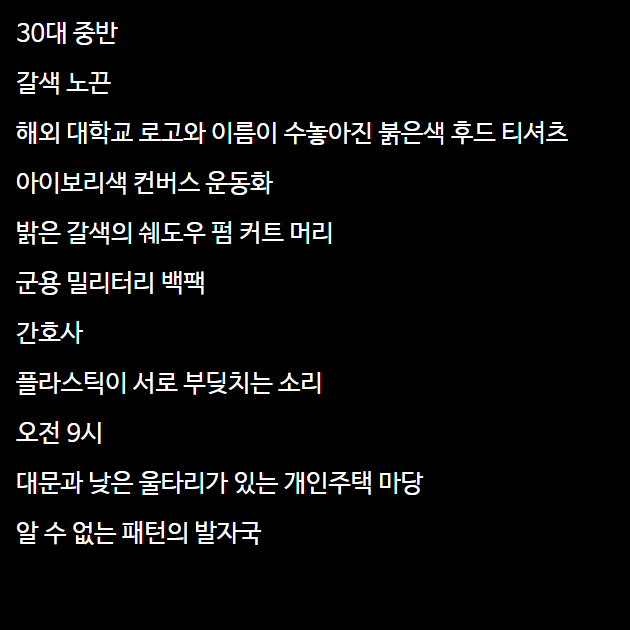 30대 중반
갈색 노끈
해외 대학교 로고와 이름이 수놓아진 붉은색 후드 티셔츠
아이보리색 컨버스 운동화
밝은 갈색의 쉐도우 펌 커트 머리
군용 밀리터리 백팩
간호사
플라스틱이 서로 부딪치는 소리
오전 9시
대문과 낮은 울타리가 있는 개인주택 마당
알 수 없는 패턴의 발자국